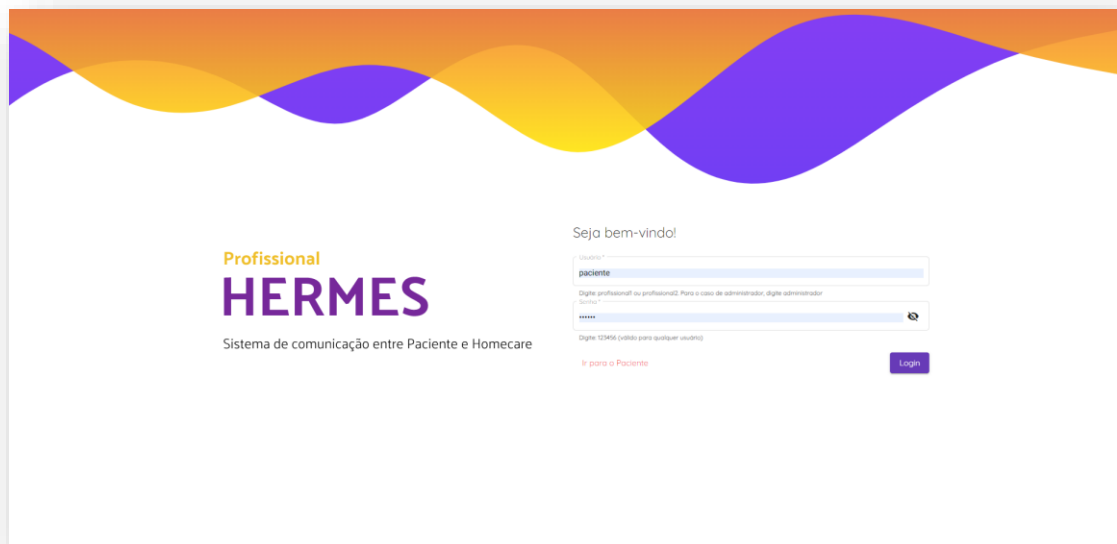 Profissional
HERMES
Sistema de comunicação entre Paciente e Homecare
Seja bem-vindo!
Usuário *
paciente
Digite: profissional1 ou profissional2. Para o caso de administrador, digite administrador
Senha *
••••••
Digite: 123456 (válido para qualquer usuário)
Ir para o Paciente
Login